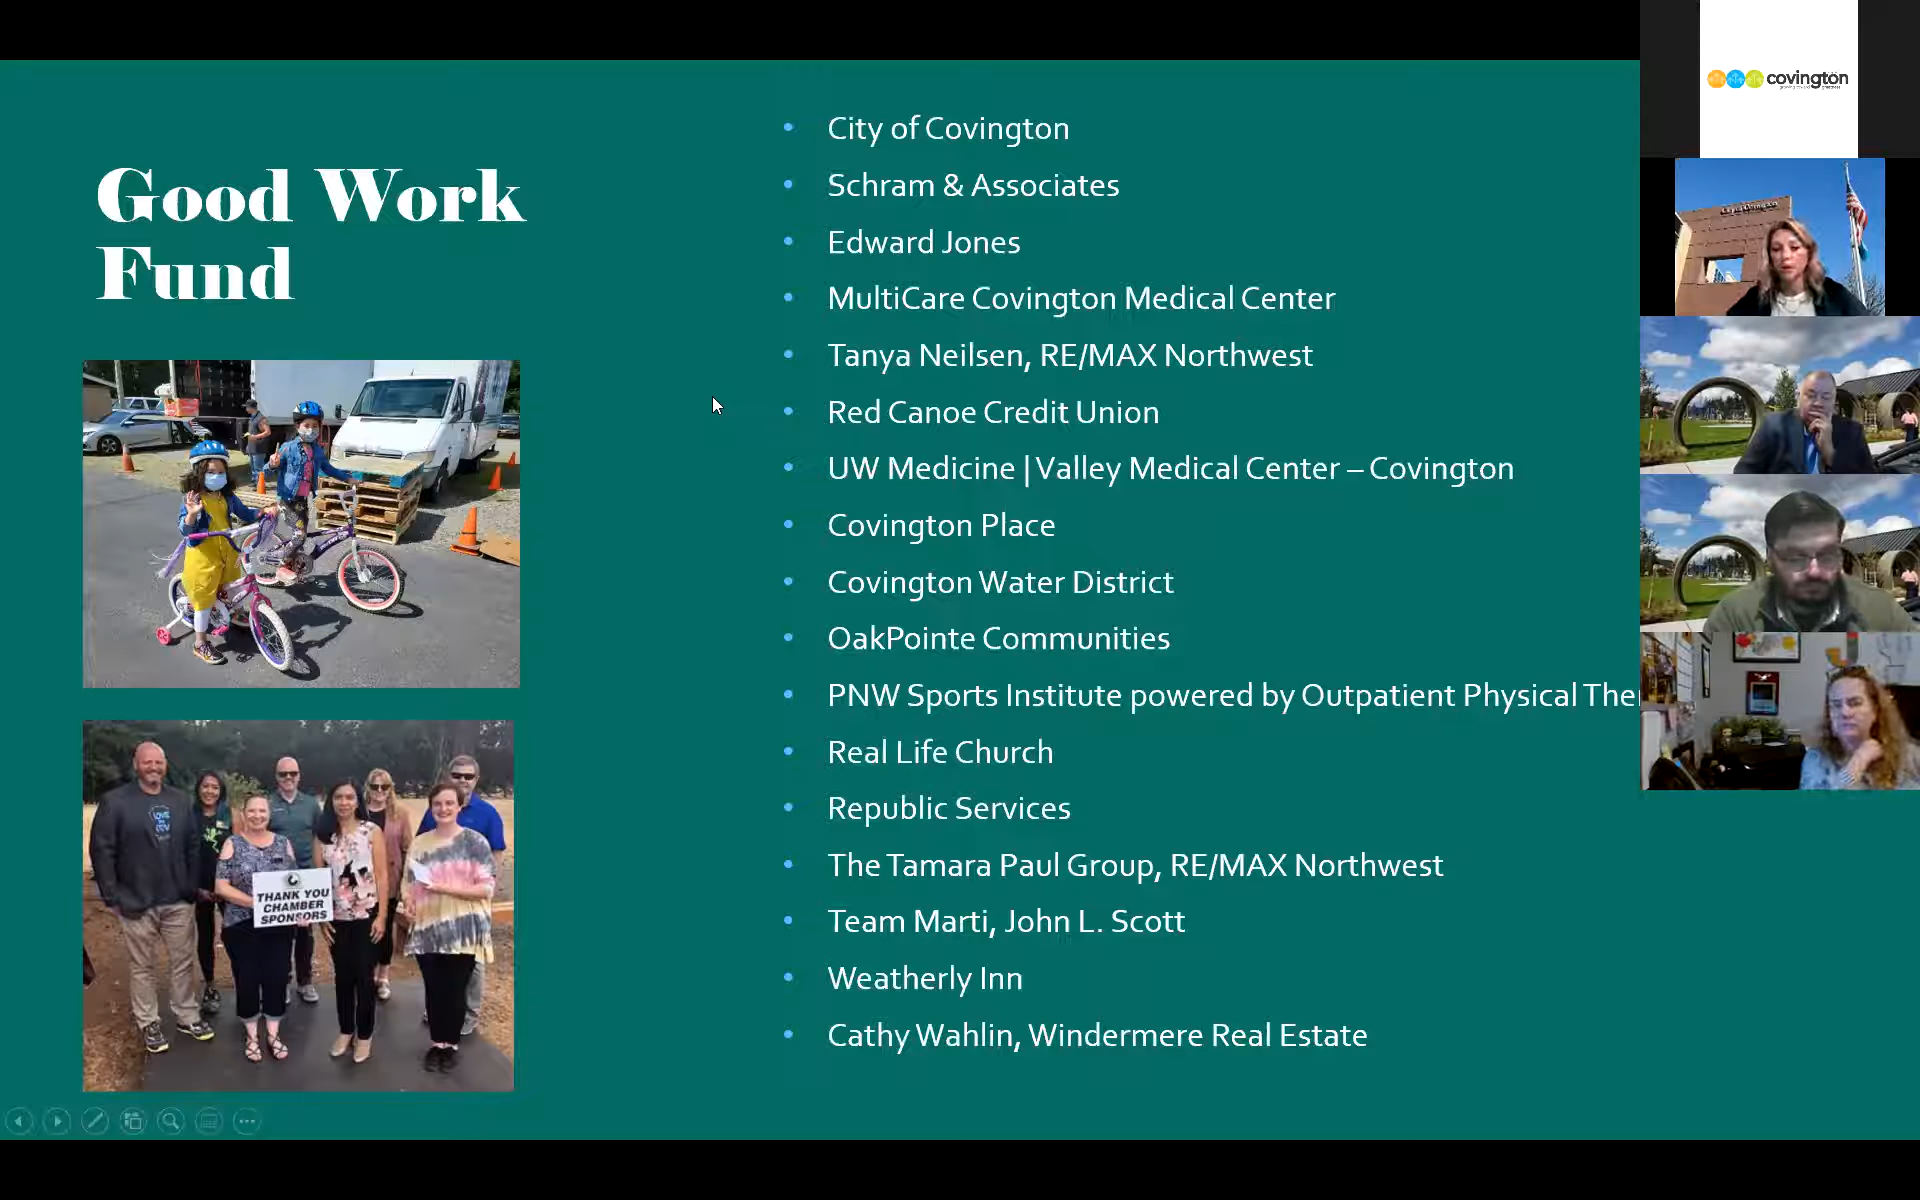 Good Work
Fund
City of Covington
Schram & Associates
Edward Jones
MultiCare Covington Medical Center
Tanya Neilsen, RE/MAX Northwest
Red Canoe Credit Union
UW Medicine | Valley Medical Center – Covington
Covington Place
Covington Water District
OakPointe Communities
PNW Sports Institute powered by Outpatient Physical Ther
Real Life Church
Republic Services
The Tamara Paul Group, RE/MAX Northwest
Team Marti, John L. Scott
Weatherly Inn
Cathy Wahlin, Windermere Real Estate
THANK YOU
CHAMBER
SPONSORS
covington